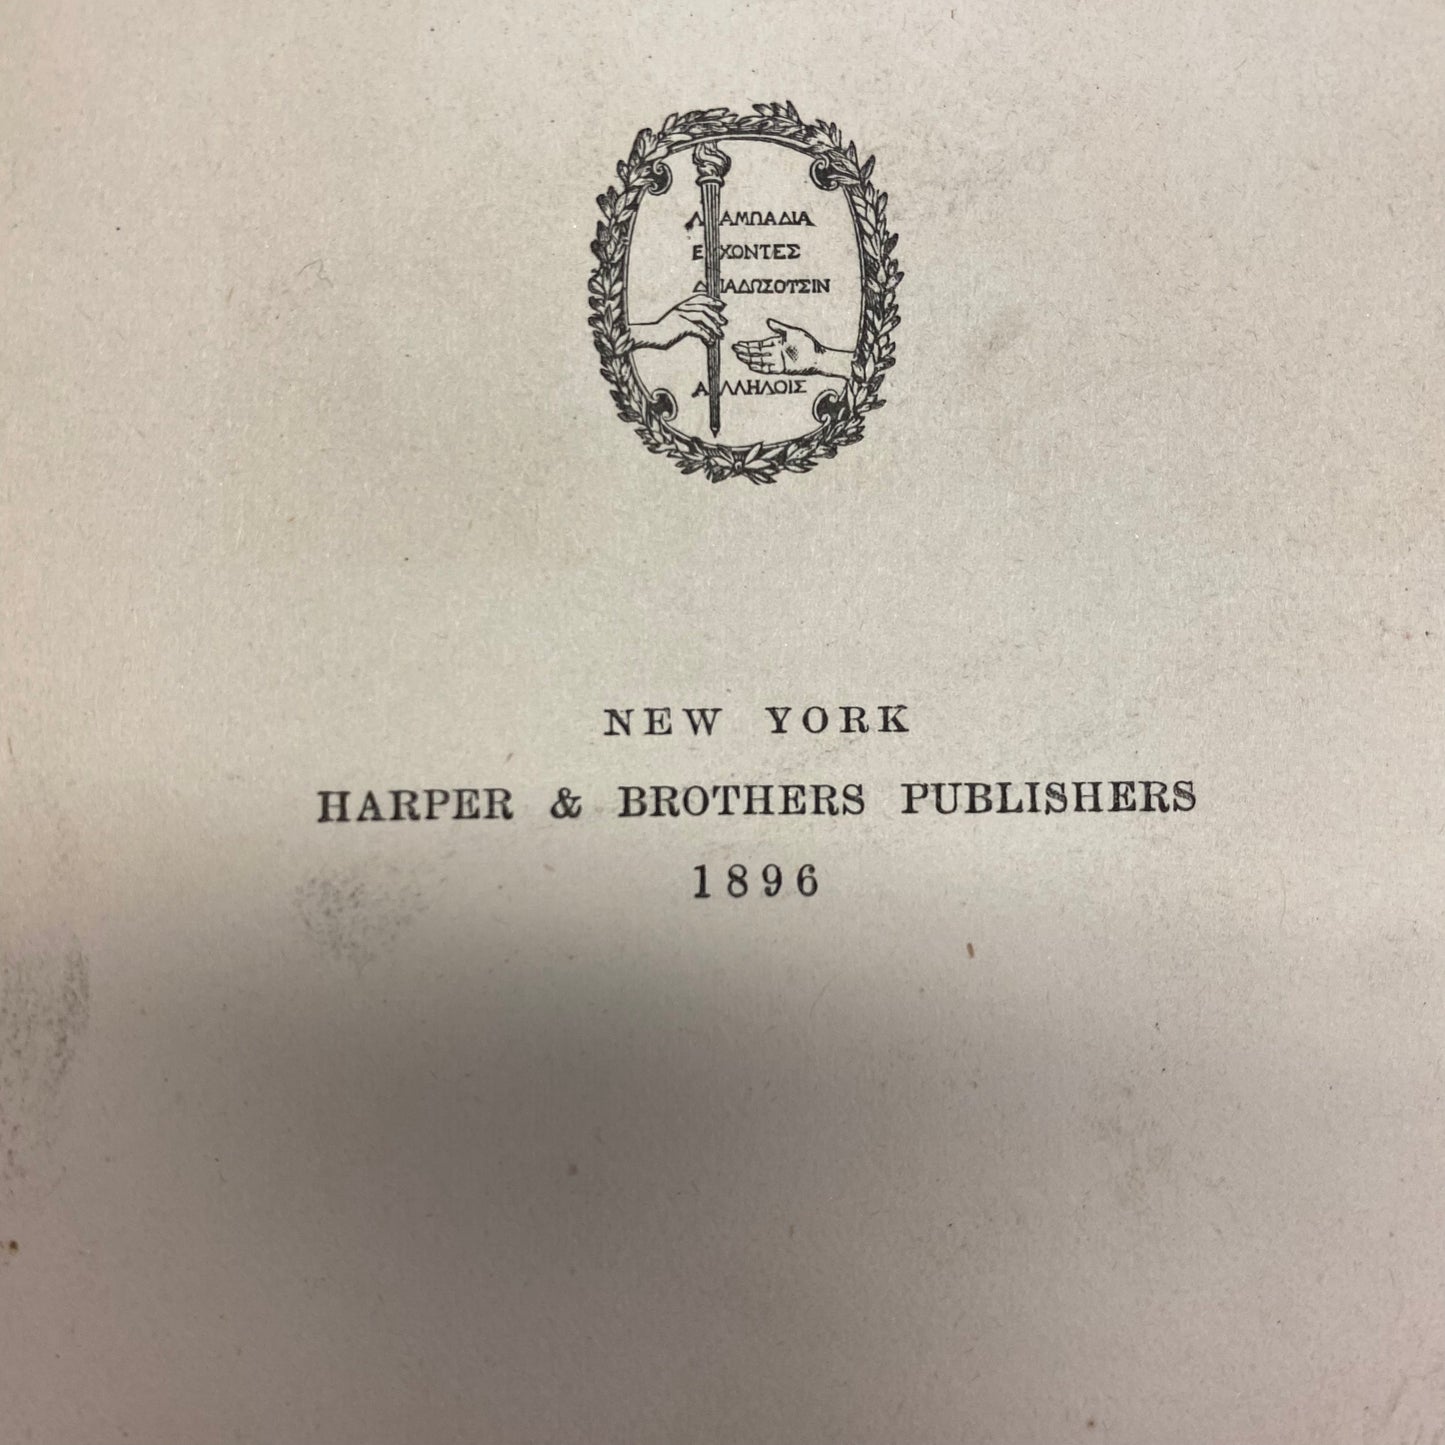 ΛΑΜΠΑΔΙΑ
ΕΧΟΝΤΕΣ
ΔΙΑΔΩΣΟΥΣΙΝ
ΑΛΛΗΛΟΙΣ
NEW YORK
HARPER & BROTHERS PUBLISHERS
1896